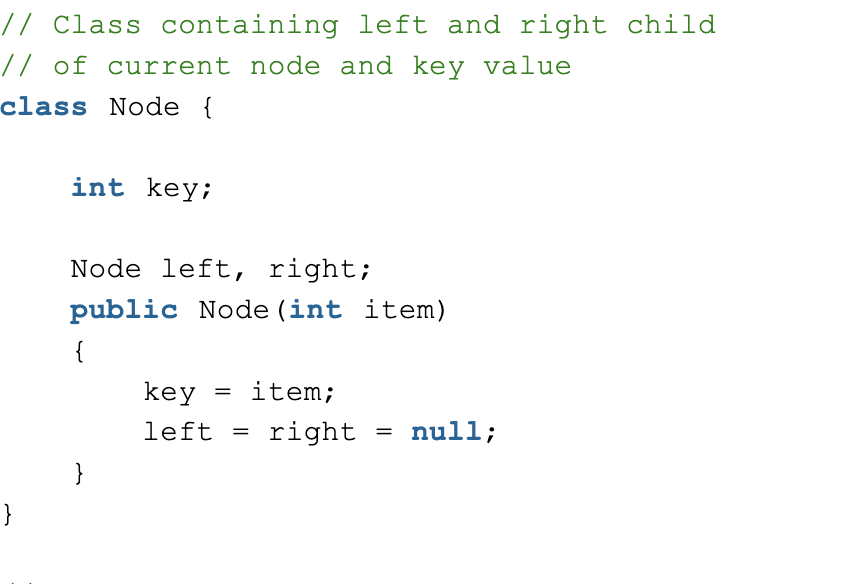 // Class containing left and right child
// of current node and key value
class Node {
int key;
Node left, right;
public Node(int item)
{
key = item;
left = right = null;
}
}